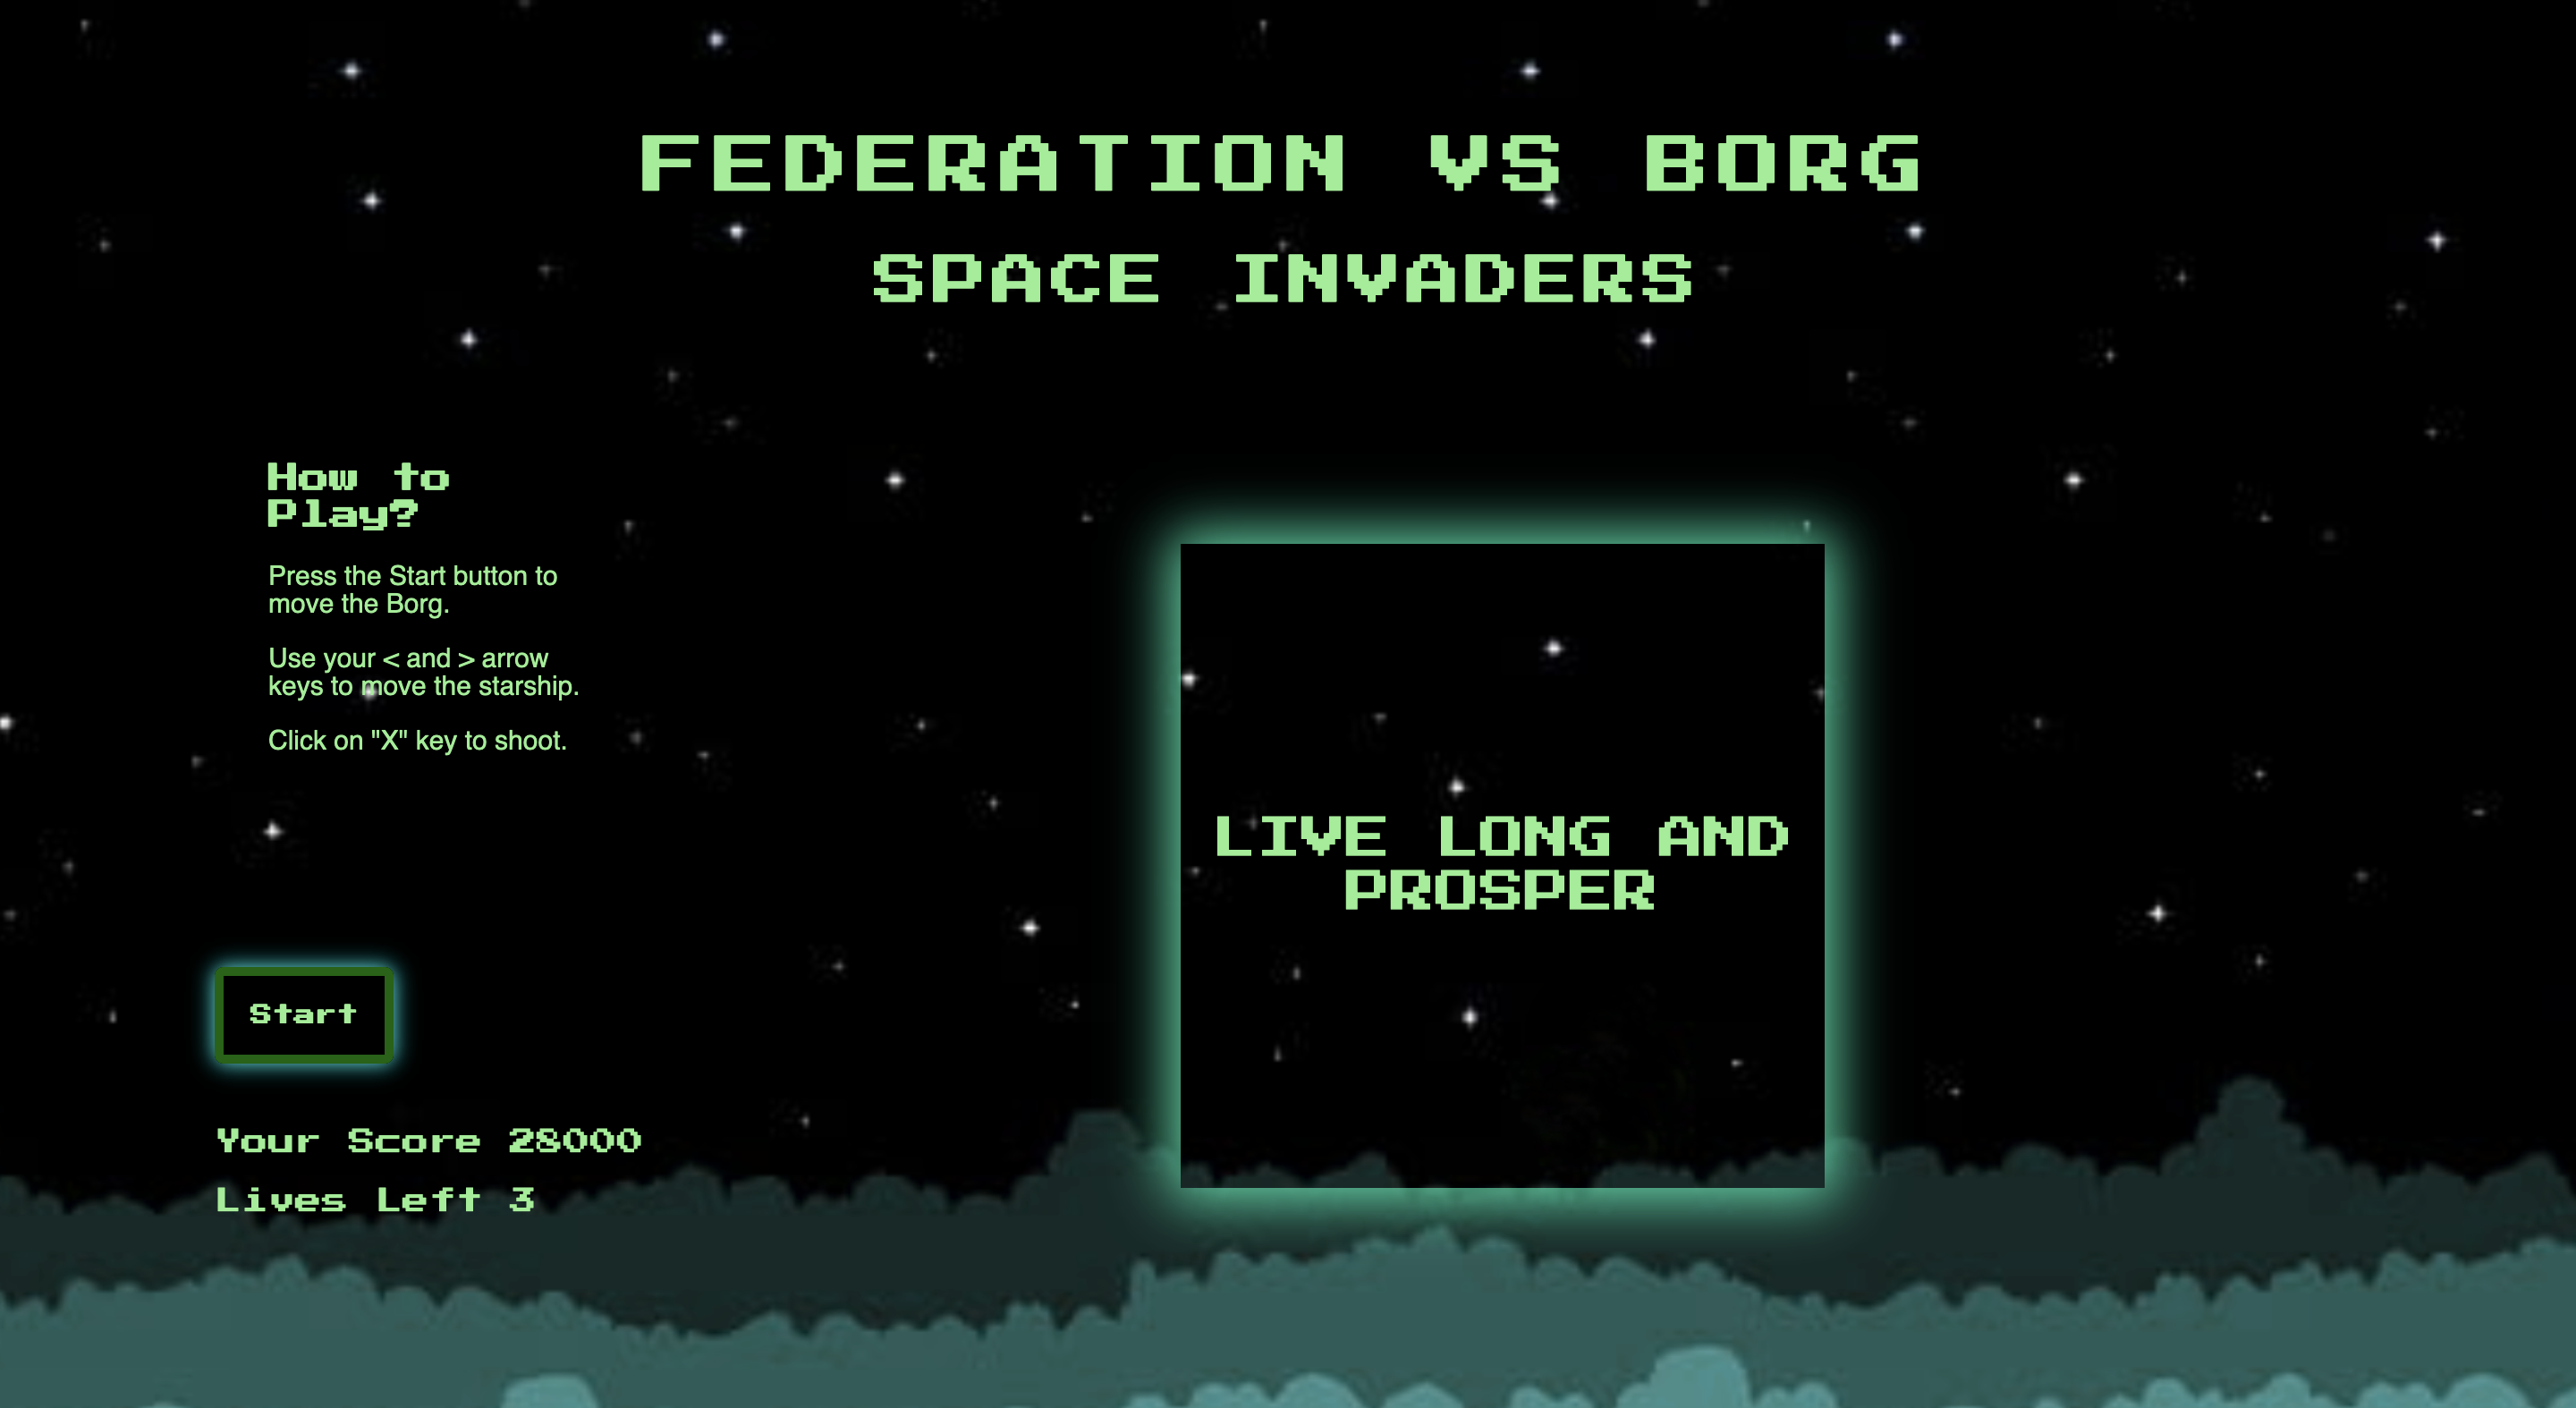 FEDERATION VS BORG
SPACE INVADERS
How to
Play?
Press the Start button to
move the Borg.
Use your < and > arrow
keys to move the starship.
Click on "X" key to shoot.
LIVE LONG AND
PROSPER
Start
Your Score 28000
Lives Left 3